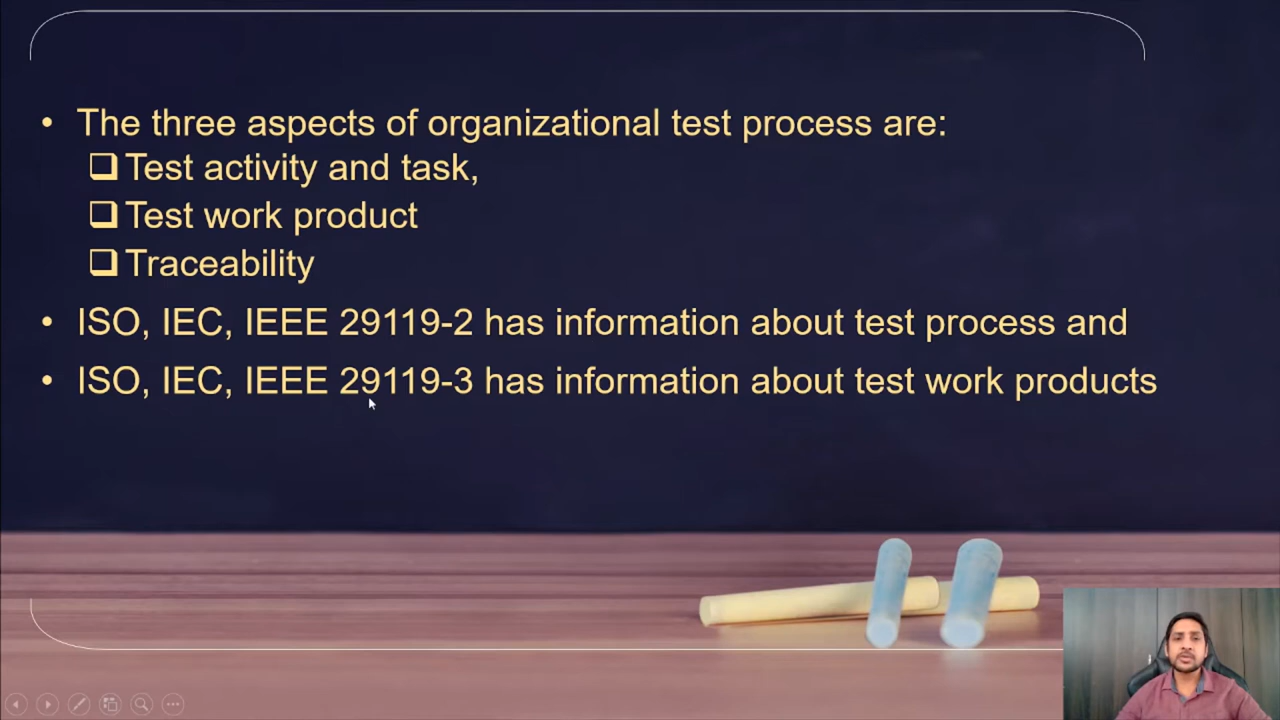 • The three aspects of organizational test process are:
❑ Test activity and task,
❑ Test work product
❑ Traceability
• ISO, IEC, IEEE 29119-2 has information about test process and
• ISO, IEC, IEEE 29119-3 has information about test work products